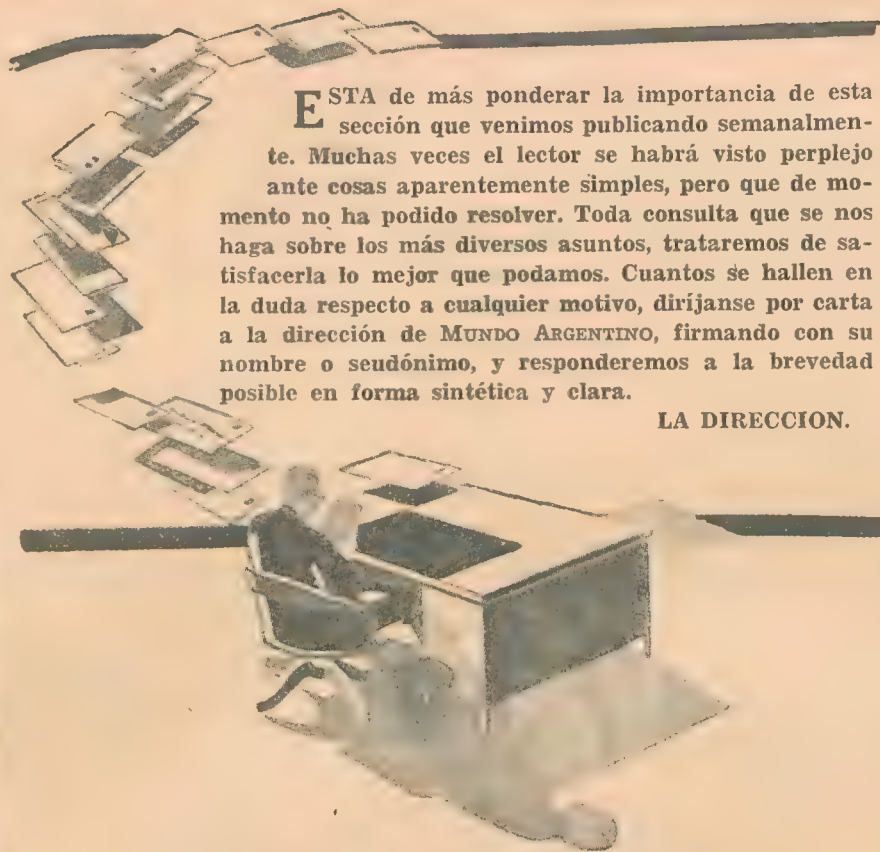 ESTA de más ponderar la importancia de esta
sección que venimos publicando semanalmen-
te. Muchas veces el lector se habrá visto perplejo
ante cosas aparentemente simples, pero que de mo-
mento no ha podido resolver. Toda consulta que se nos
haga sobre los más diversos asuntos, trataremos de sa-
tisfacerla lo mejor que podamos. Cuantos se hallen en
la duda respecto a cualquier motivo, diríjanse por carta
a la dirección de MUNDO ARGENTINO, firmando con su
nombre o seudónimo, y responderemos a la brevedad
posible en forma sintética y clara.
LA DIRECCION.